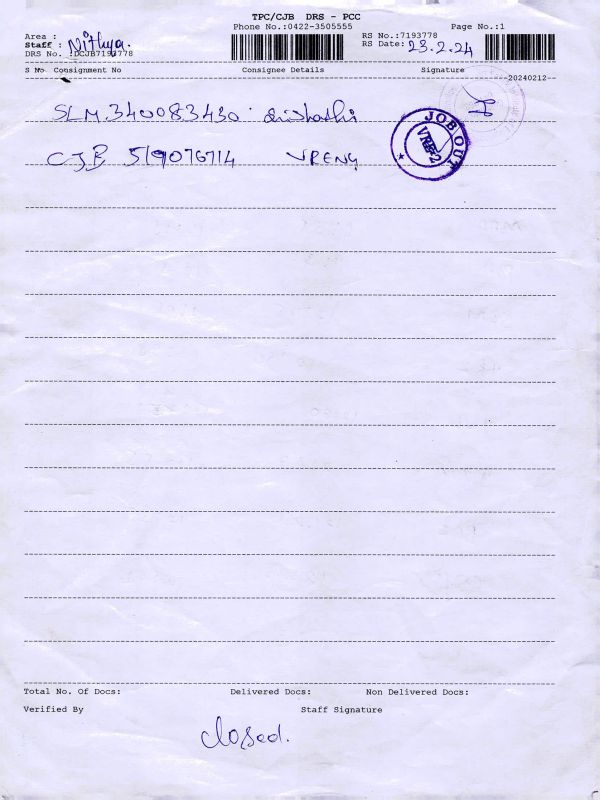 TPC/CJB DRS - PCC
Phone No.:0422-3505555
Page No.:1
Area :
RS No.:7193778
Staff : Nithya.
RS Date: 23.2.24
DRS No. :DCJB7193778
S No Consignment No Consignee Details Signature
20240212
SLM 340083430
CJB 519076714 VRENG
JOB OUT
Total No. Of Docs: Delivered Docs: Non Delivered Docs:
Verified By Staff Signature
closed.